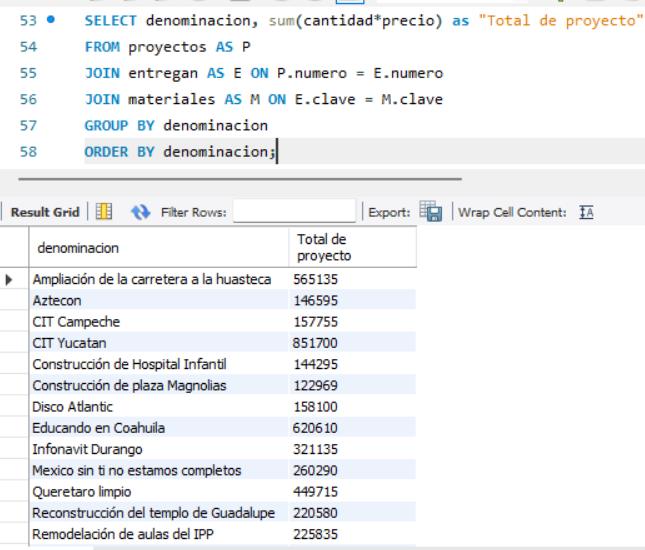 53 SELECT denominacion, sum(cantidad*precio) as "Total de proyecto"
54 FROM proyectos AS P
55 JOIN entregan AS E ON P.numero = E.numero
56 JOIN materiales AS M ON E.clave = M.clave
57 GROUP BY denominacion
58 ORDER BY denominacion;
Result Grid Filter Rows: Export: Wrap Cell Content: IA
denominacion Total de
proyecto
Ampliación de la carretera a la huasteca 565135
Aztecon 146595
CIT Campeche 157755
CIT Yucatan 851700
Construcción de Hospital Infantil 144295
Construcción de plaza Magnolias 122969
Disco Atlantic 158100
Educando en Coahuila 620610
Infonavit Durango 321135
Mexico sin ti no estamos completos 260290
Queretaro limpio 449715
Reconstrucción del templo de Guadalupe 220580
Remodelación de aulas del IPP 225835